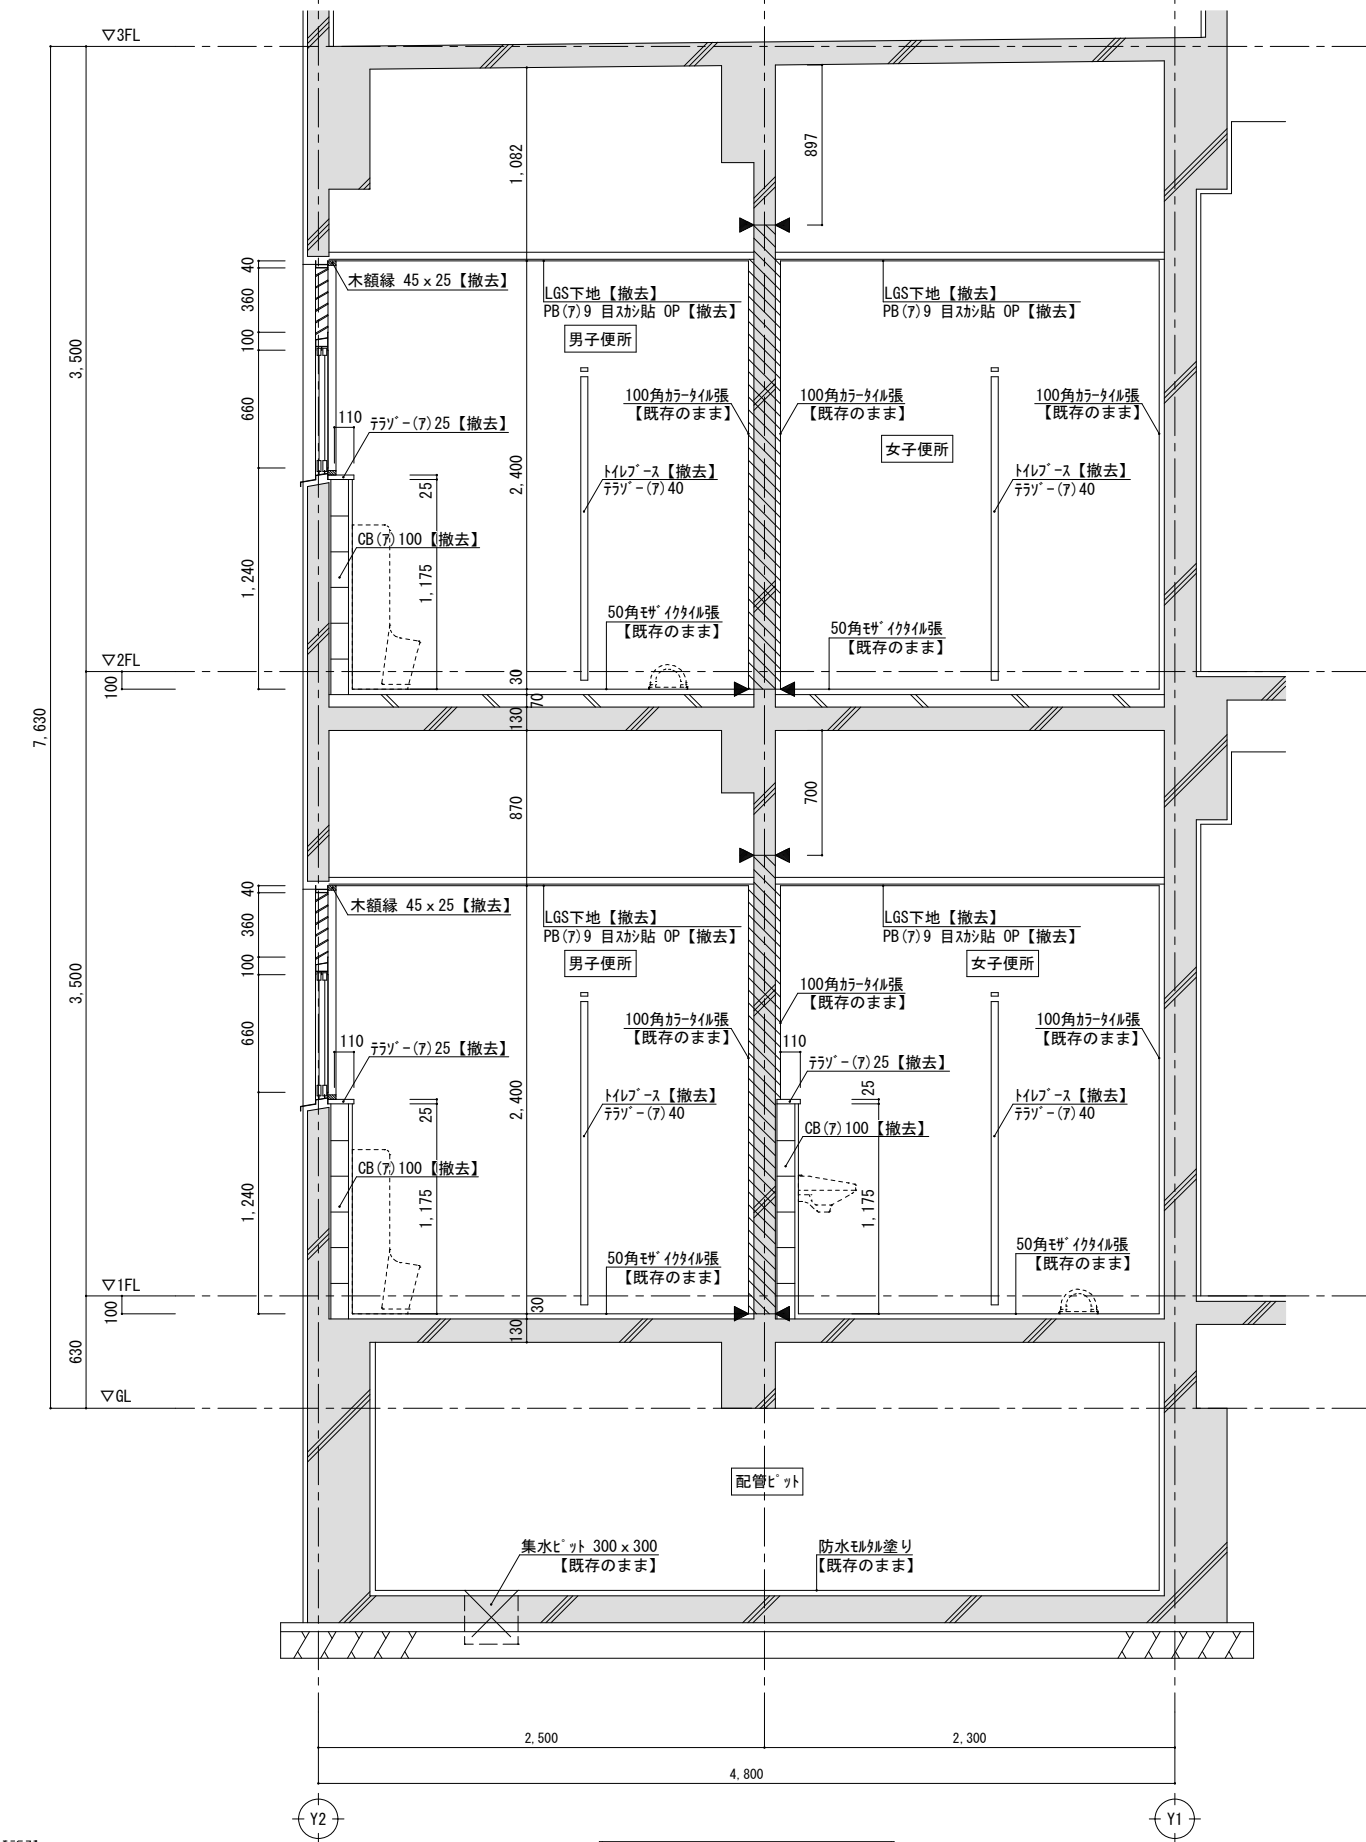 ▽3FL
1,082
897
40
360
100
660
1,240
3,500
木額縁 45×25【撤去】
LGS下地【撤去】
PB(ｱ)9 目ｽｶｼ貼 OP【撤去】
男子便所
LGS下地【撤去】
PB(ｱ)9 目ｽｶｼ貼 OP【撤去】
110
ﾃﾗｿﾞｰ(ｱ)25【撤去】
100角ｶﾗｰﾀｲﾙ張
【既存のまま】
100角ｶﾗｰﾀｲﾙ張
【既存のまま】
100角ｶﾗｰﾀｲﾙ張
【既存のまま】
女子便所
2,400
25
ﾄｲﾚﾌﾞｰｽ【撤去】
ﾃﾗｿﾞｰ(ｱ)40
ﾄｲﾚﾌﾞｰｽ【撤去】
ﾃﾗｿﾞｰ(ｱ)40
CB(ｱ)100【撤去】
1,175
50角ﾓｻﾞｲｸﾀｲﾙ張
【既存のまま】
50角ﾓｻﾞｲｸﾀｲﾙ張
【既存のまま】
▽2FL
100
30
70
130
7,630
870
700
40
360
100
660
1,240
3,500
木額縁 45×25【撤去】
LGS下地【撤去】
PB(ｱ)9 目ｽｶｼ貼 OP【撤去】
男子便所
LGS下地【撤去】
PB(ｱ)9 目ｽｶｼ貼 OP【撤去】
女子便所
100角ｶﾗｰﾀｲﾙ張
【既存のまま】
110
ﾃﾗｿﾞｰ(ｱ)25【撤去】
100角ｶﾗｰﾀｲﾙ張
【既存のまま】
100角ｶﾗｰﾀｲﾙ張
【既存のまま】
110
ﾃﾗｿﾞｰ(ｱ)25【撤去】
2,400
25
25
ﾄｲﾚﾌﾞｰｽ【撤去】
ﾃﾗｿﾞｰ(ｱ)40
ﾄｲﾚﾌﾞｰｽ【撤去】
ﾃﾗｿﾞｰ(ｱ)40
CB(ｱ)100【撤去】
CB(ｱ)100【撤去】
1,175
1,175
50角ﾓｻﾞｲｸﾀｲﾙ張
【既存のまま】
50角ﾓｻﾞｲｸﾀｲﾙ張
【既存のまま】
▽1FL
100
30
130
630
▽GL
配管ﾋﾟｯﾄ
集水ﾋﾟｯﾄ 300×300
【既存のまま】
防水ﾓﾙﾀﾙ塗り
【既存のまま】
2,500
2,300
4,800
Y2
Y1